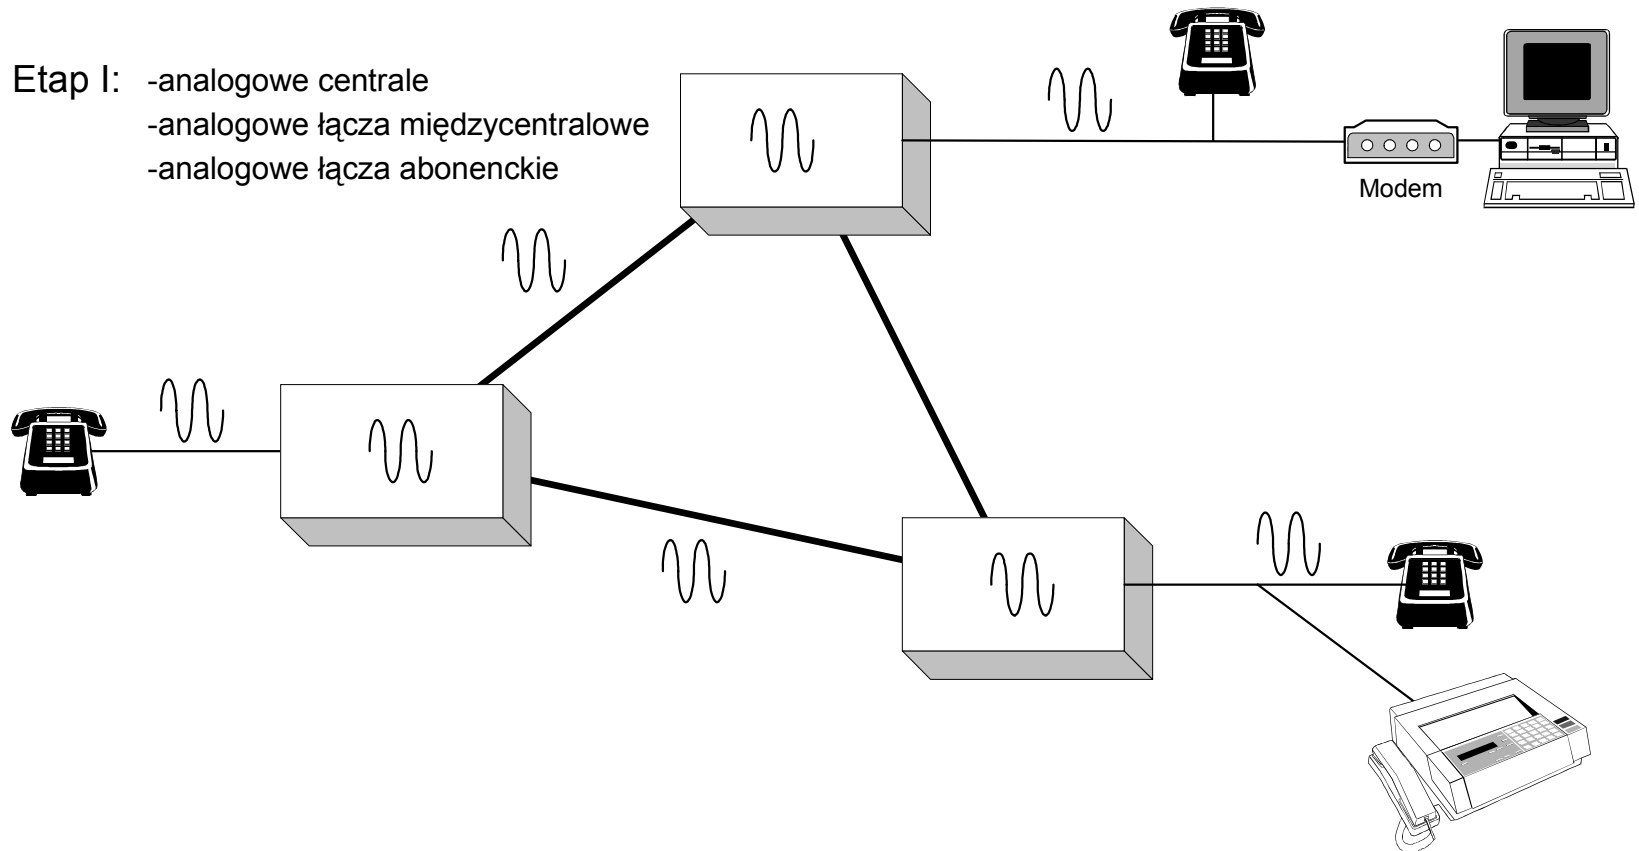 Etap I: -analogowe centrale
-analogowe łącza międzycentralowe
-analogowe łącza abonenckie
Modem